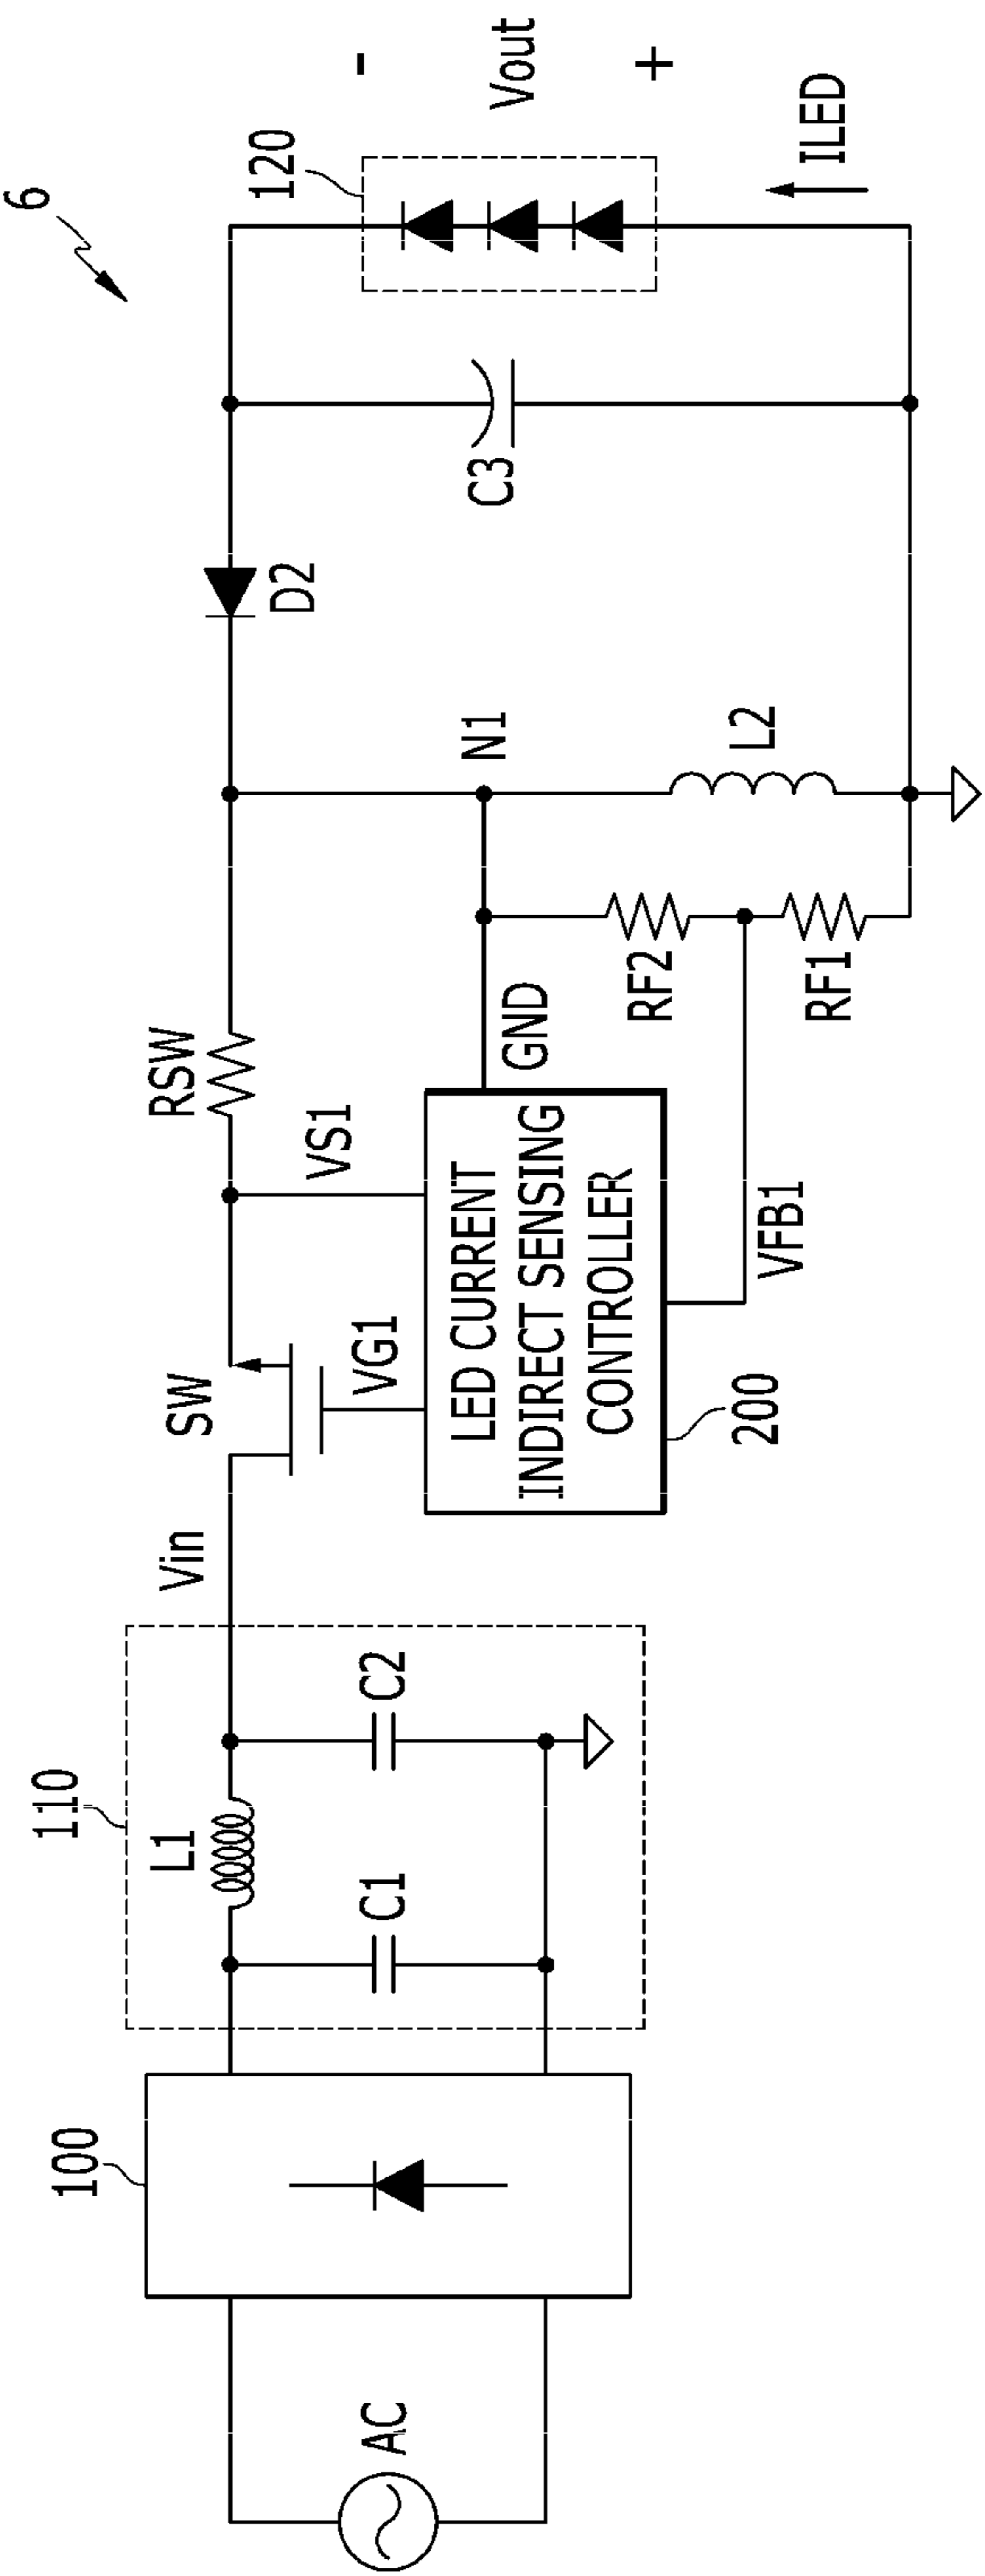 6
100
110
120
AC
L1
C1
C2
Vin
SW
VG1
VS1
RSW
LED CURRENT
INDIRECT SENSING
CONTROLLER
200
GND
VFB1
RF2
RF1
N1
L2
D2
C3
-
Vout
+
ILED